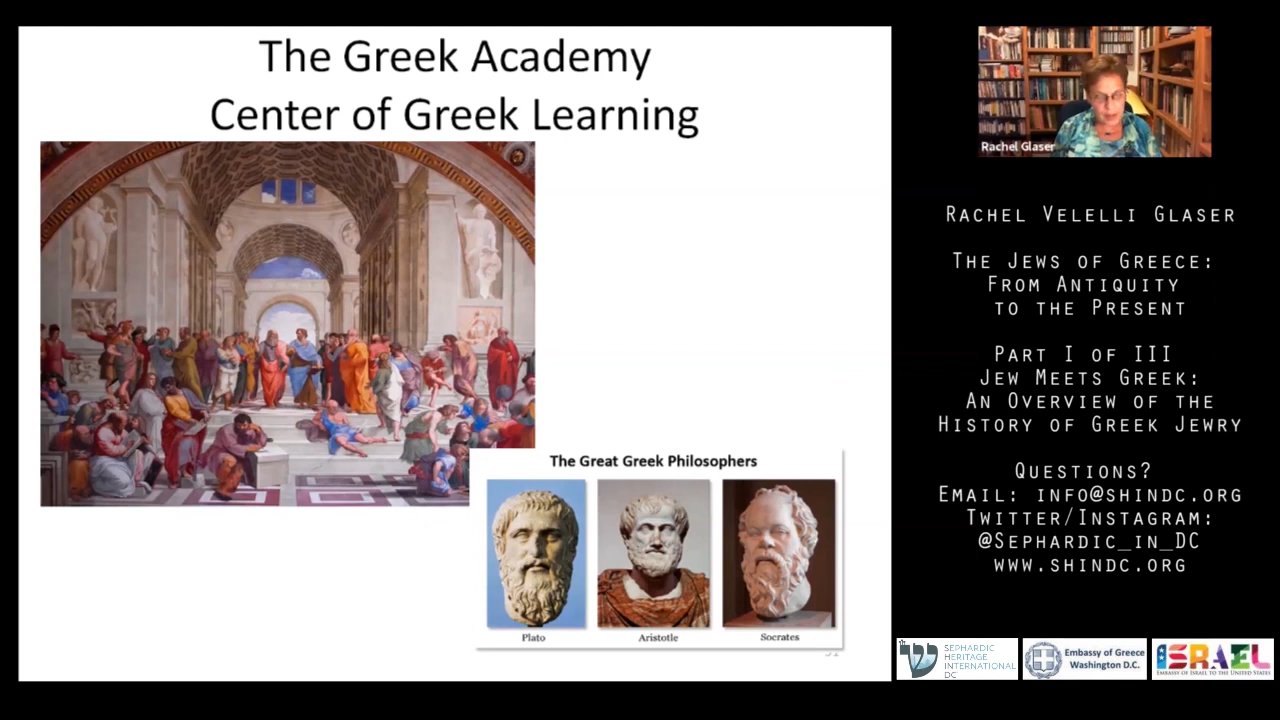 The Greek Academy
Center of Greek Learning
The Great Greek Philosophers
Plato
Aristotle
Socrates
Rachel Glaser
RACHEL VELELLI GLASER
THE JEWS OF GREECE:
FROM ANTIQUITY
TO THE PRESENT
PART I OF III
JEW MEETS GREEK:
AN OVERVIEW OF THE
HISTORY OF GREEK JEWRY
QUESTIONS?
EMAIL: INFO@SHINDC.ORG
TWITTER/INSTAGRAM:
@SEPHARDIC_IN_DC
WWW.SHINDC.ORG
SEPHARDIC
HERITAGE
INTERNATIONAL
DC
Embassy of Greece
Washington D.C.
ISRAEL
EMBASSY OF ISRAEL TO THE UNITED STATES